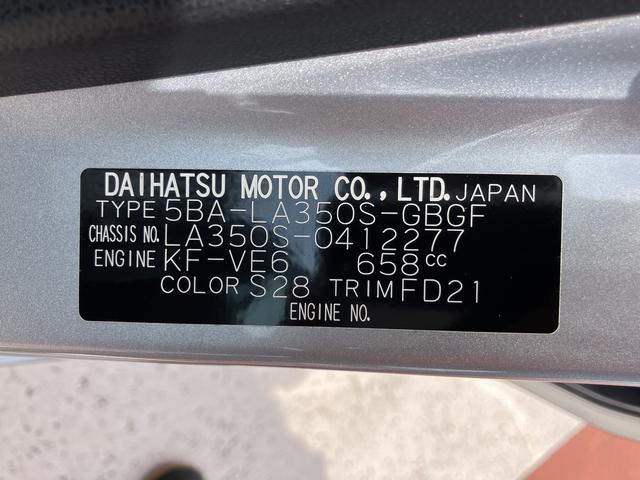 DAIHATSU MOTOR CO., LTD. JAPAN
TYPE 5BA-LA350S-GBGF
CHASSIS NO. LA350S-0412277
ENGINE KF-VE6 658cc
COLOR S28 TRIM FD21
ENGINE NO.